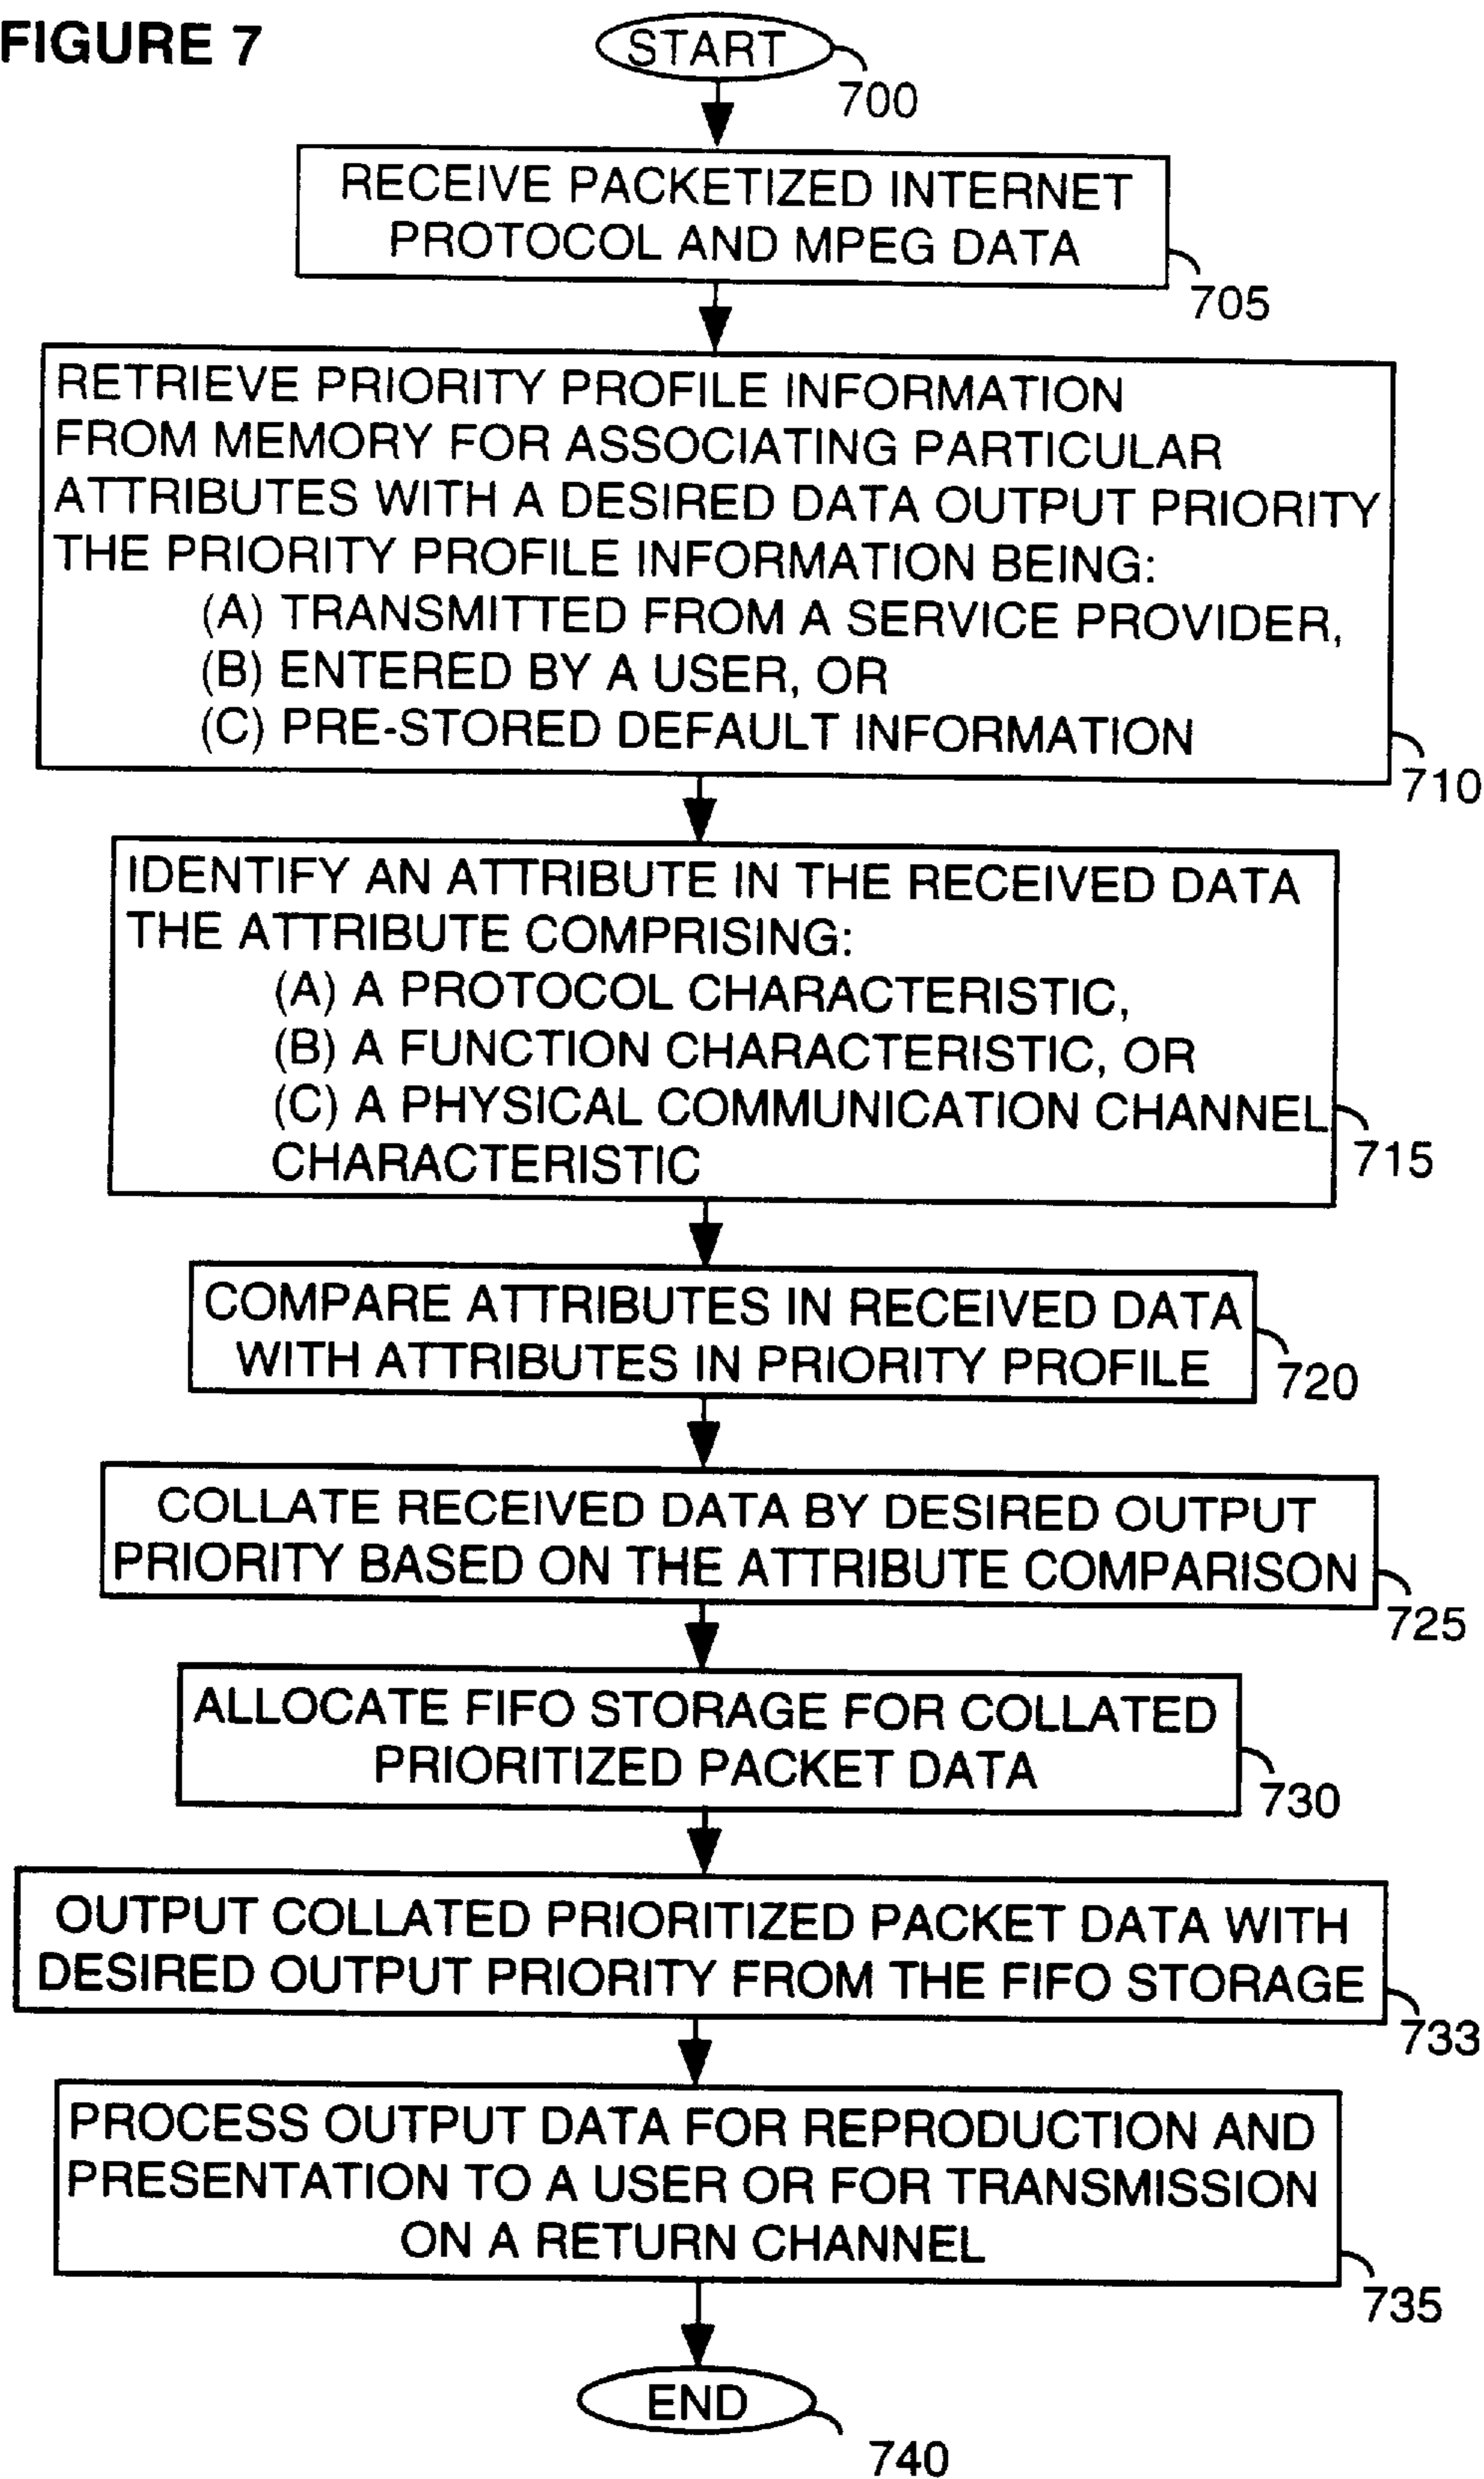 FIGURE 7
START
700
RECEIVE PACKETIZED INTERNET
PROTOCOL AND MPEG DATA
705
RETRIEVE PRIORITY PROFILE INFORMATION
FROM MEMORY FOR ASSOCIATING PARTICULAR
ATTRIBUTES WITH A DESIRED DATA OUTPUT PRIORITY
THE PRIORITY PROFILE INFORMATION BEING:
(A) TRANSMITTED FROM A SERVICE PROVIDER,
(B) ENTERED BY A USER, OR
(C) PRE-STORED DEFAULT INFORMATION
710
IDENTIFY AN ATTRIBUTE IN THE RECEIVED DATA
THE ATTRIBUTE COMPRISING:
(A) A PROTOCOL CHARACTERISTIC,
(B) A FUNCTION CHARACTERISTIC, OR
(C) A PHYSICAL COMMUNICATION CHANNEL
CHARACTERISTIC
715
COMPARE ATTRIBUTES IN RECEIVED DATA
WITH ATTRIBUTES IN PRIORITY PROFILE
720
COLLATE RECEIVED DATA BY DESIRED OUTPUT
PRIORITY BASED ON THE ATTRIBUTE COMPARISON
725
ALLOCATE FIFO STORAGE FOR COLLATED
PRIORITIZED PACKET DATA
730
OUTPUT COLLATED PRIORITIZED PACKET DATA WITH
DESIRED OUTPUT PRIORITY FROM THE FIFO STORAGE
733
PROCESS OUTPUT DATA FOR REPRODUCTION AND
PRESENTATION TO A USER OR FOR TRANSMISSION
ON A RETURN CHANNEL
735
END
740